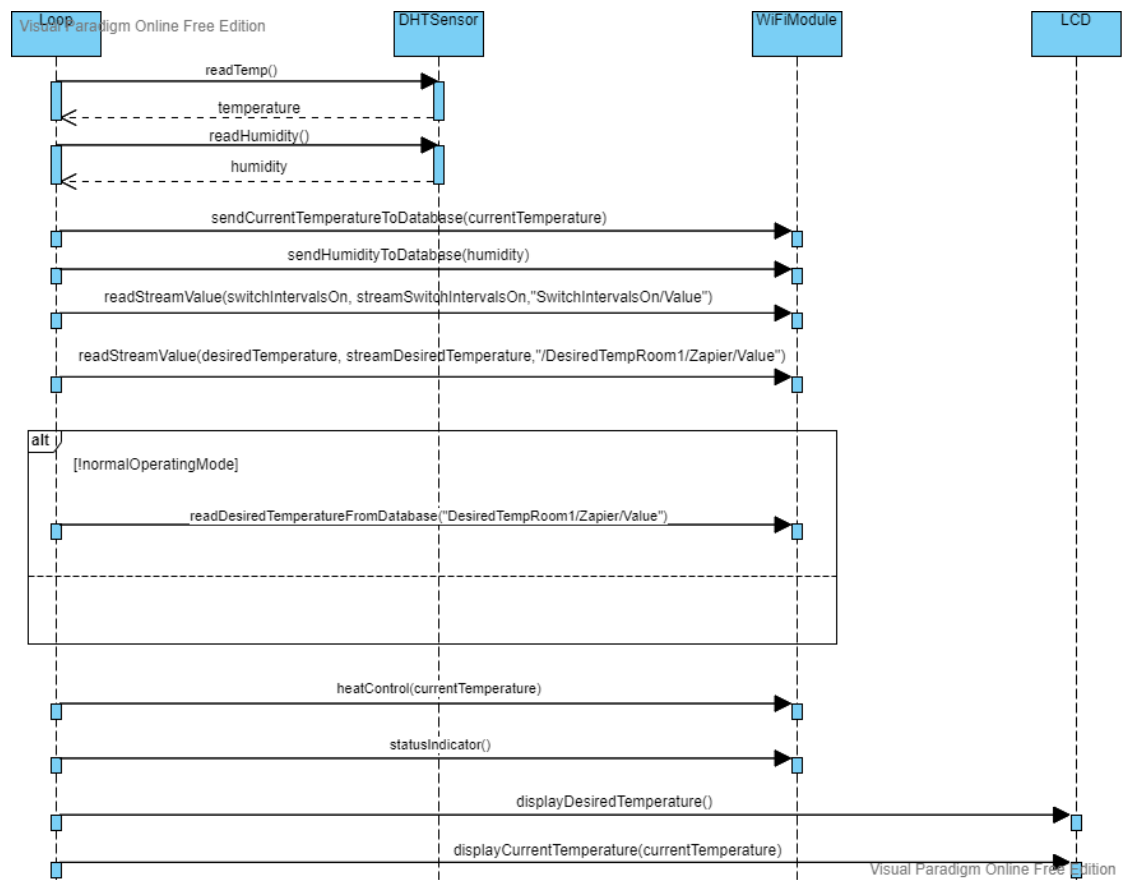 Loop
DHTSensor
WiFiModule
LCD
Visual Paradigm Online Free Edition
readTemp()
temperature
readHumidity()
humidity
sendCurrentTemperatureToDatabase(currentTemperature)
sendHumidityToDatabase(humidity)
readStreamValue(switchIntervalsOn, streamSwitchIntervalsOn,"SwitchIntervalsOn/Value")
readStreamValue(desiredTemperature, streamDesiredTemperature,"/DesiredTempRoom1/Zapier/Value")
alt
[!normalOperatingMode]
readDesiredTemperatureFromDatabase("DesiredTempRoom1/Zapier/Value")
heatControl(currentTemperature)
statusIndicator()
displayDesiredTemperature()
displayCurrentTemperature(currentTemperature)
Visual Paradigm Online Free Edition